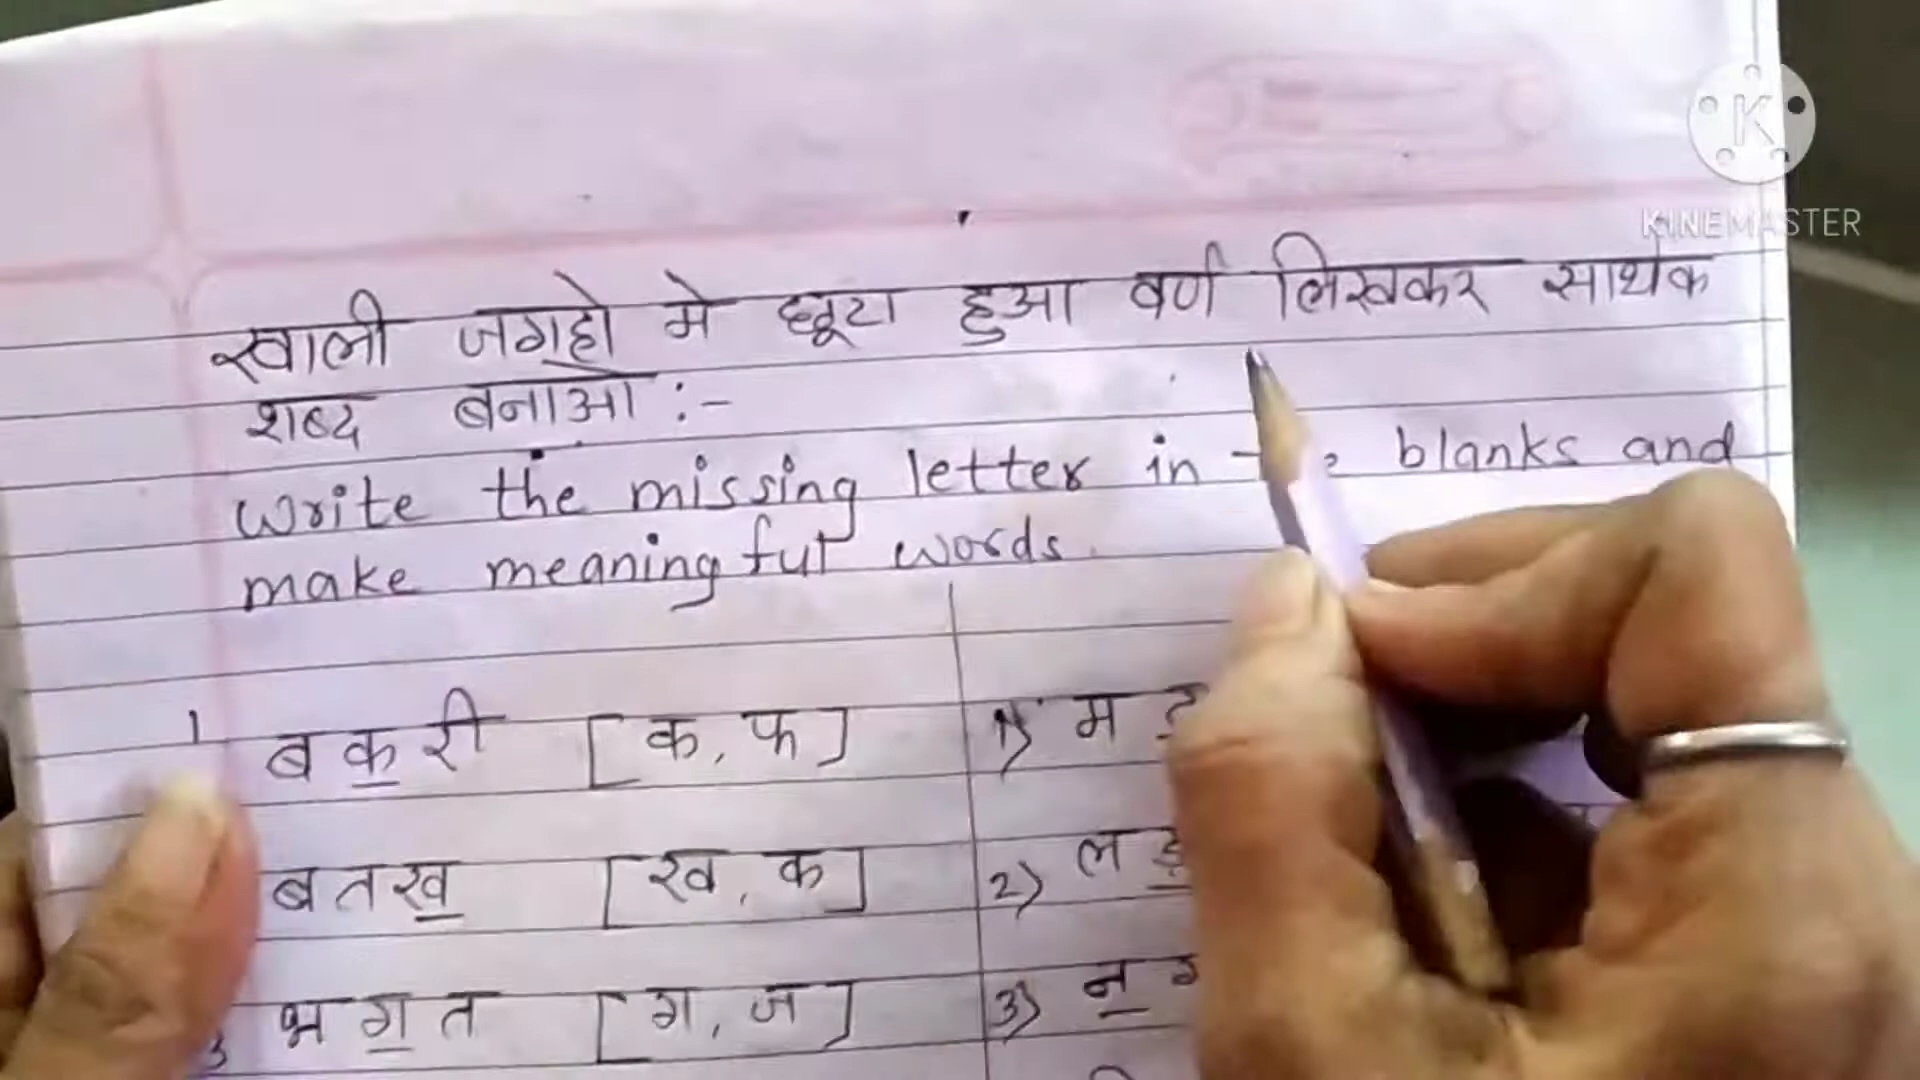 KINEMASTER
खाली जगहो मे छूटा हुआ वर्ण लिखकर सार्थक
शब्द बनाओ :-
write the missing letter in blanks and
make meaningful words.
1 बकरी [क, फ]
1) म
बतख [ख, क]
2) ल ड
3 भगत [ग, ज]
3) न ग